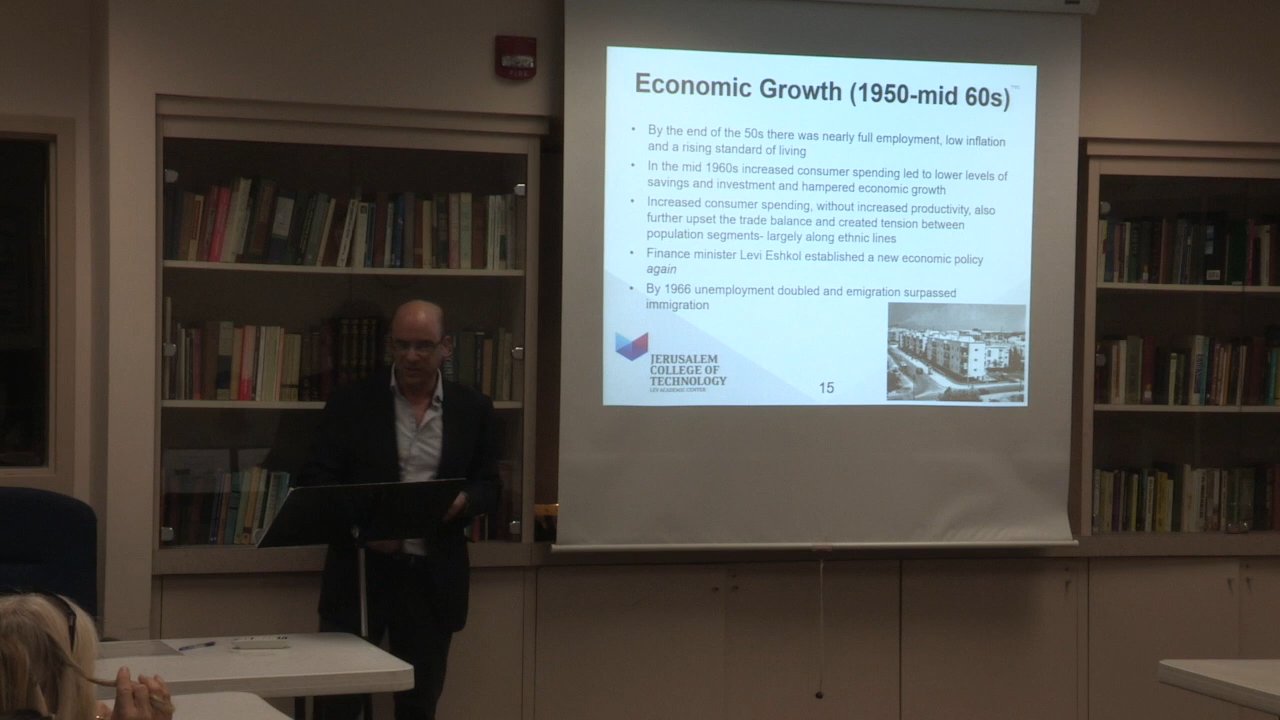 FIRE
Economic Growth (1950-mid 60s)
• By the end of the 50s there was nearly full employment, low inflation
and a rising standard of living
• In the mid 1960s increased consumer spending led to lower levels of
savings and investment and hampered economic growth
• Increased consumer spending, without increased productivity, also
further upset the trade balance and created tension between
population segments- largely along ethnic lines
• Finance minister Levi Eshkol established a new economic policy
again
• By 1966 unemployment doubled and emigration surpassed
immigration
JERUSALEM
COLLEGE OF
TECHNOLOGY
LEV ACADEMIC CENTER
15